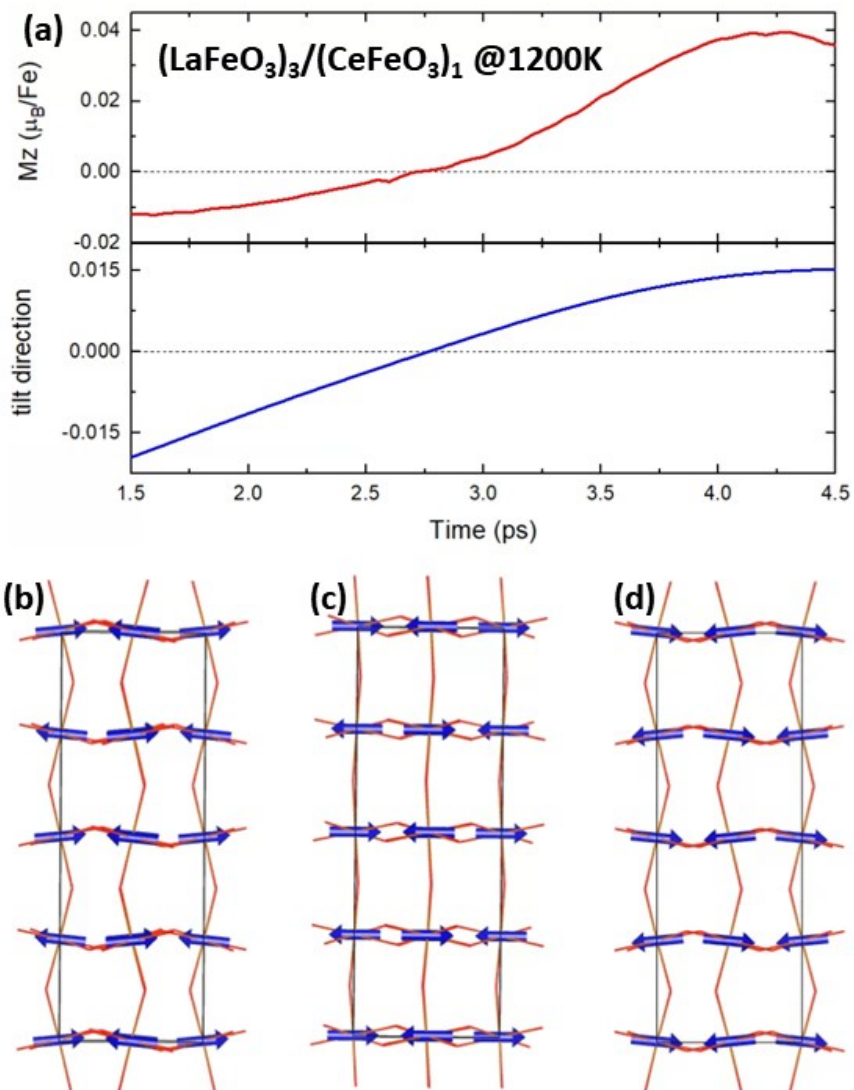 (a)
(LaFeO₃)₃/(CeFeO₃)₁ @1200K
Mz (μ_B/Fe)
0.04
0.02
0.00
-0.02
tilt direction
0.015
0.000
-0.015
1.5 2.0 2.5 3.0 3.5 4.0 4.5
Time (ps)
(b) (c) (d)